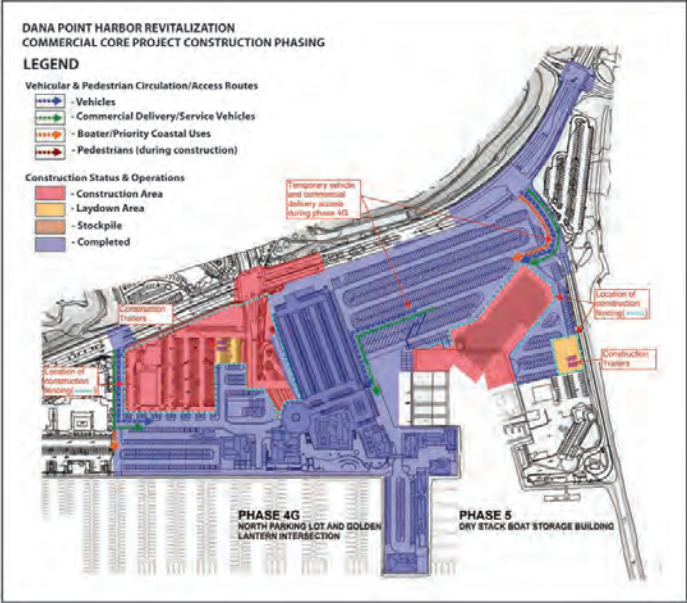 DANA POINT HARBOR REVITALIZATION
COMMERCIAL CORE PROJECT CONSTRUCTION PHASING
LEGEND
Vehicular & Pedestrian Circulation/Access Routes
- Vehicles
- Commercial Delivery/Service Vehicles
- Boater/Priority Coastal Uses
- Pedestrians (during construction)
Construction Status & Operations
- Construction Area
- Laydown Area
- Stockpile
- Completed
Temporary vehicle
and commercial
delivery access
during phase 4G
Construction
Trailers
Location of
construction
fencing(
Location of
construction
fencing(
Construction
Trailers
PHASE 4G
NORTH PARKING LOT AND GOLDEN
LANTERN INTERSECTION
PHASE 5
DRY STACK BOAT STORAGE BUILDING